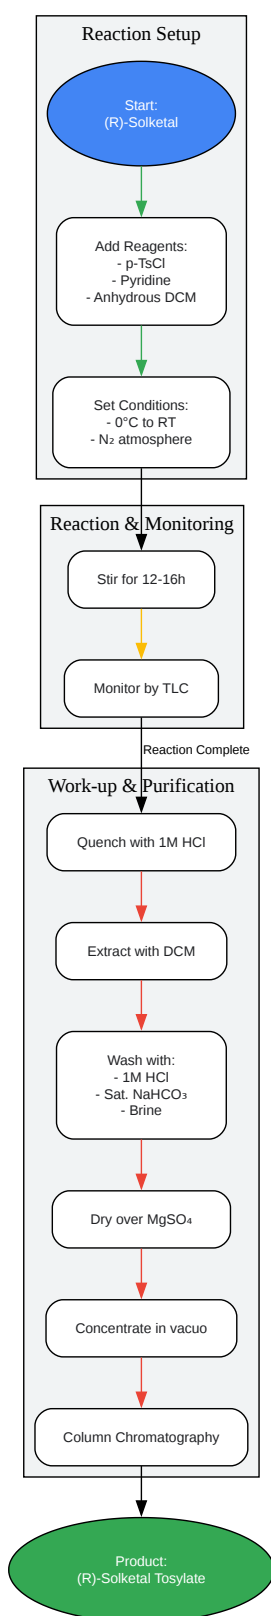 Reaction Setup
Start:
(R)-Solketal
Add Reagents:
- p-TsCl
- Pyridine
- Anhydrous DCM
Set Conditions:
- 0°C to RT
- N₂ atmosphere
Reaction & Monitoring
Stir for 12-16h
Monitor by TLC
Reaction Complete
Work-up & Purification
Quench with 1M HCl
Extract with DCM
Wash with:
- 1M HCl
- Sat. NaHCO₃
- Brine
Dry over MgSO₄
Concentrate in vacuo
Column Chromatography
Product:
(R)-Solketal Tosylate